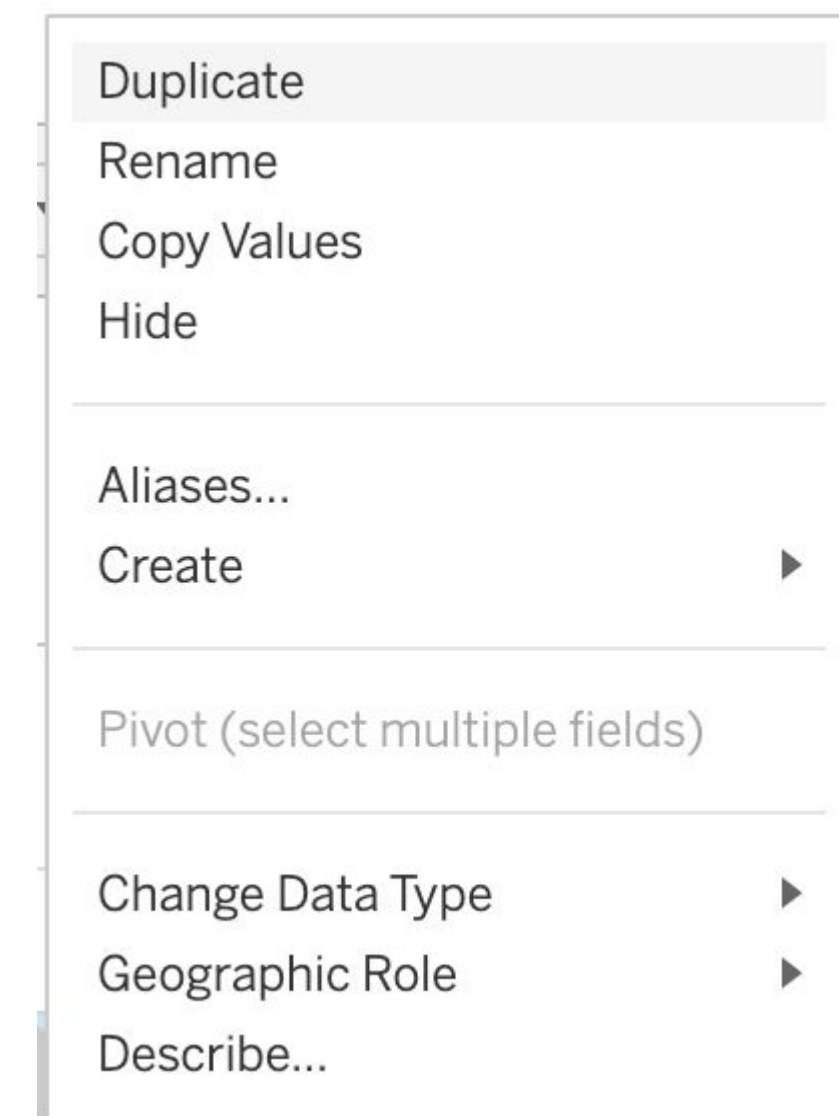 Duplicate
Rename
Copy Values
Hide
Aliases...
Create
Pivot (select multiple fields)
Change Data Type
Geographic Role
Describe...